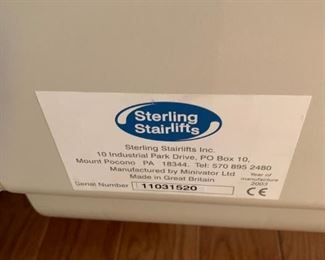 Sterling
Stairlifts
Sterling Stairlifts Inc.
10 Industrial Park Drive, PO Box 10,
Mount Pocono PA 18344. Tel: 570 895 2480
Manufactured by Minivator Ltd
Made in Great Britain
Year of
manufacture
2003
Serial Number 11031520
CE